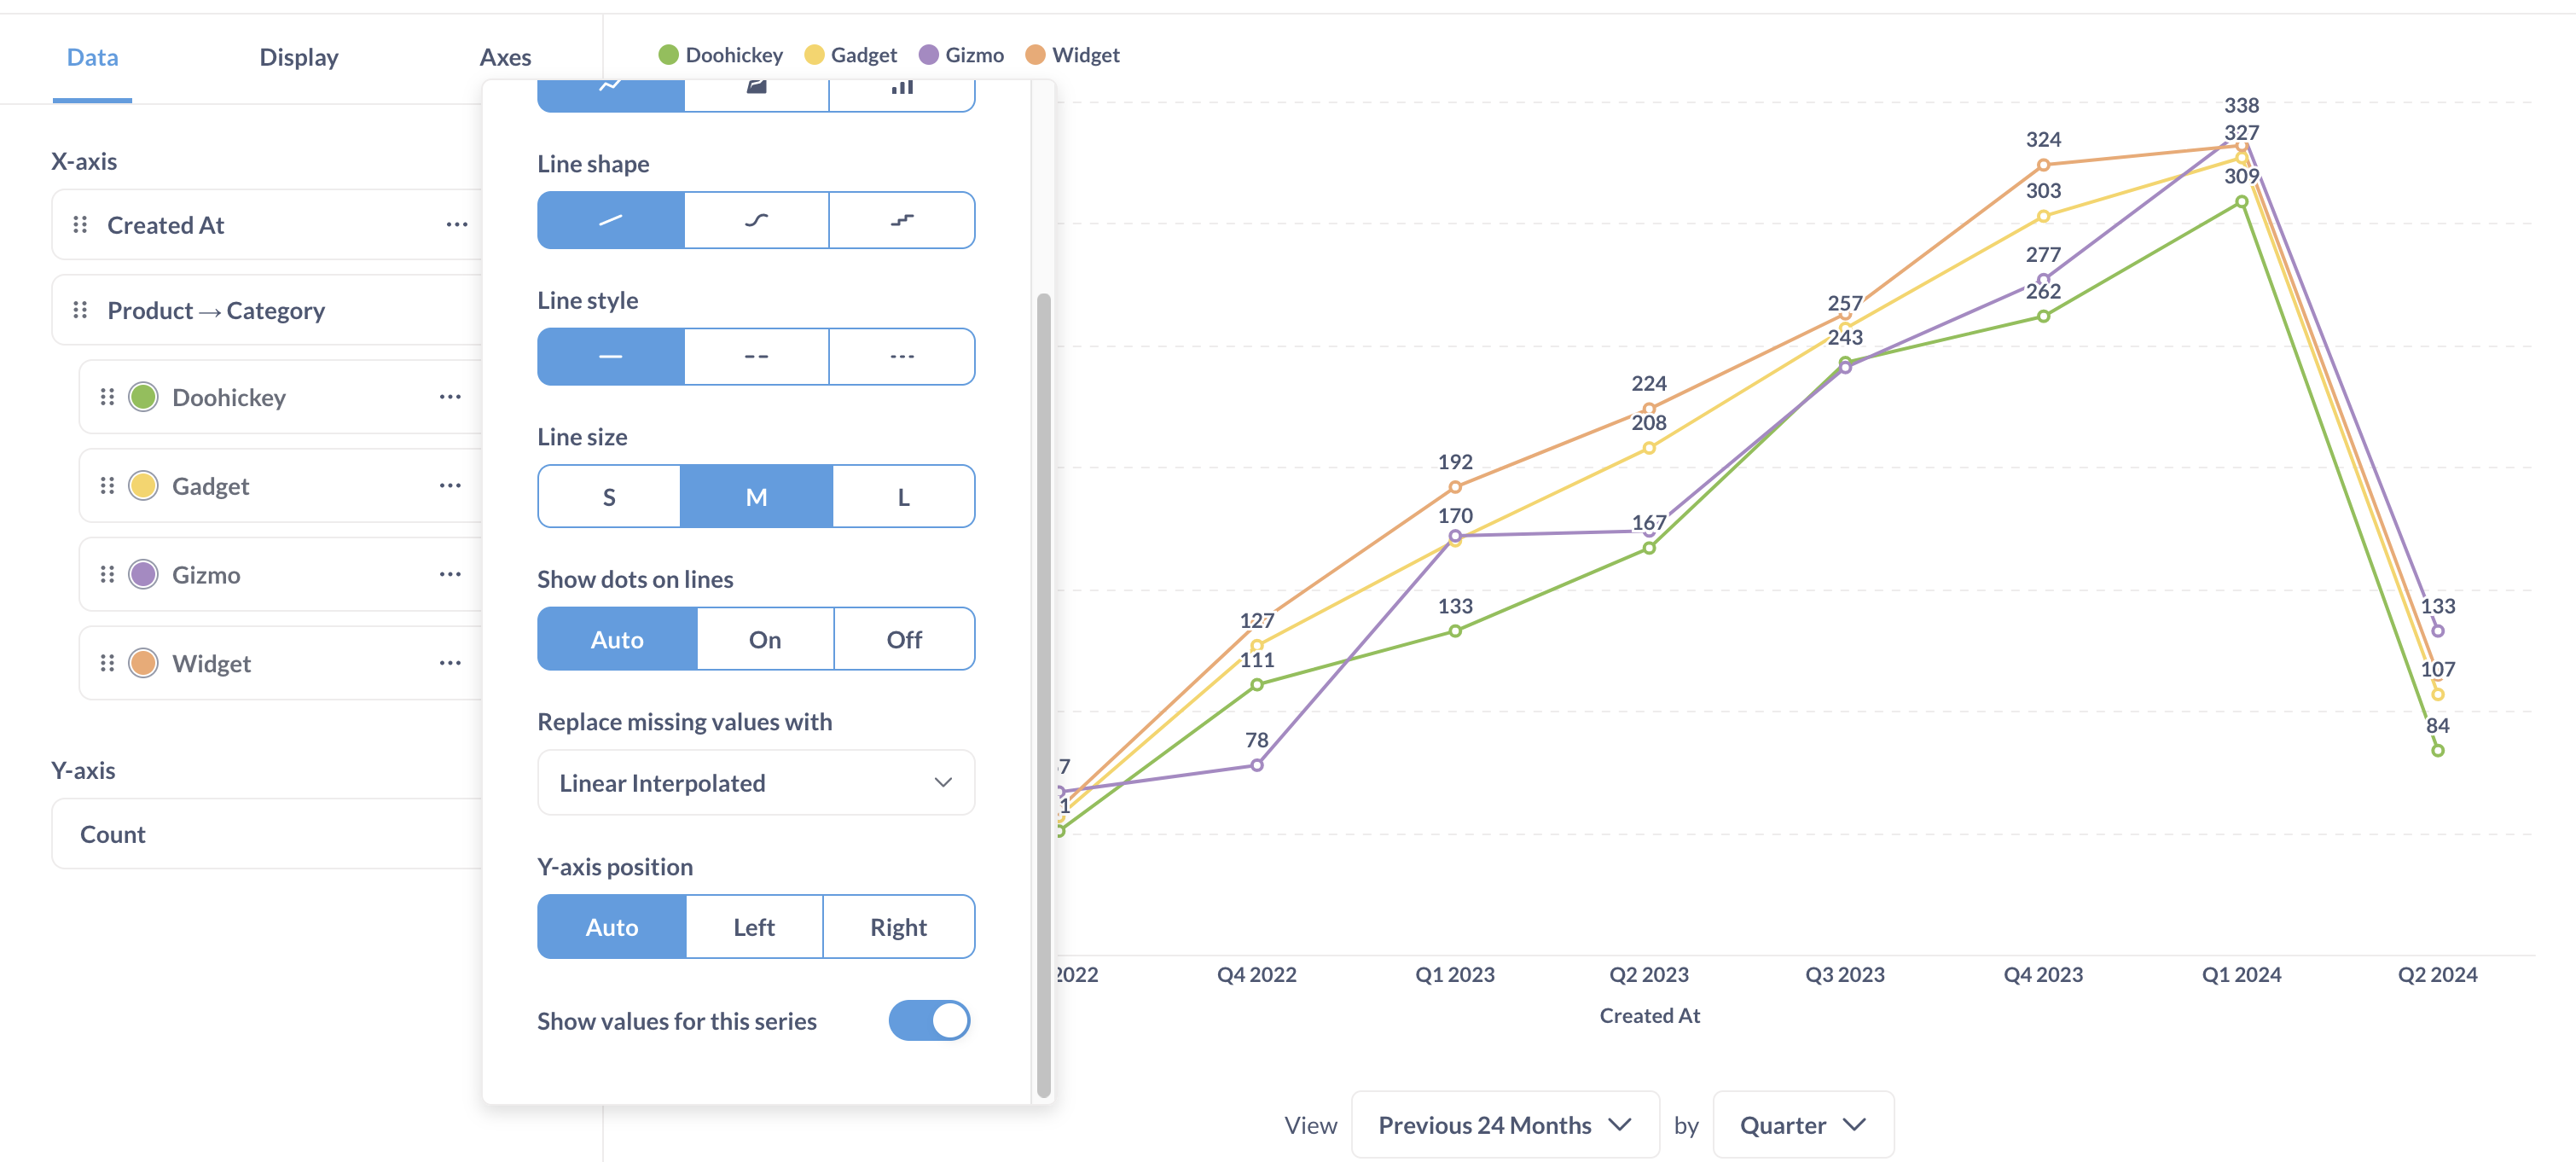 Data Display Axes
Doohickey Gadget Gizmo Widget
X-axis
Created At
Product → Category
Doohickey
Gadget
Gizmo
Widget
Y-axis
Count
Line shape
Line style
Line size
S M L
Show dots on lines
Auto On Off
Replace missing values with
Linear Interpolated
Y-axis position
Auto Left Right
Show values for this series
338
327
324
309
303
277
262
257
243
224
208
192
170
167
133
127
111
78
133
107
84
7
1
2022 Q4 2022 Q1 2023 Q2 2023 Q3 2023 Q4 2023 Q1 2024 Q2 2024
Created At
View Previous 24 Months by Quarter